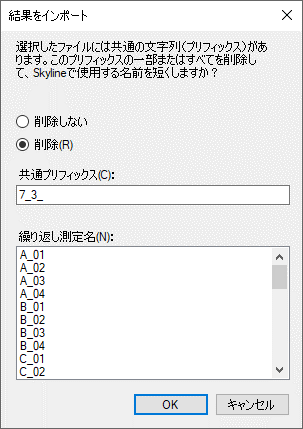 結果をインポート
選択したファイルには共通の文字列(プリフィックス)があ
ります。このプリフィックスの一部またはすべてを削除し
て、Skylineで使用する名前を短くしますか？
削除しない
削除(R)
共通プリフィックス(C):
7_3_
繰り返し測定名(N):
A_01
A_02
A_03
A_04
B_01
B_02
B_03
B_04
C_01
C_02
OK
キャンセル